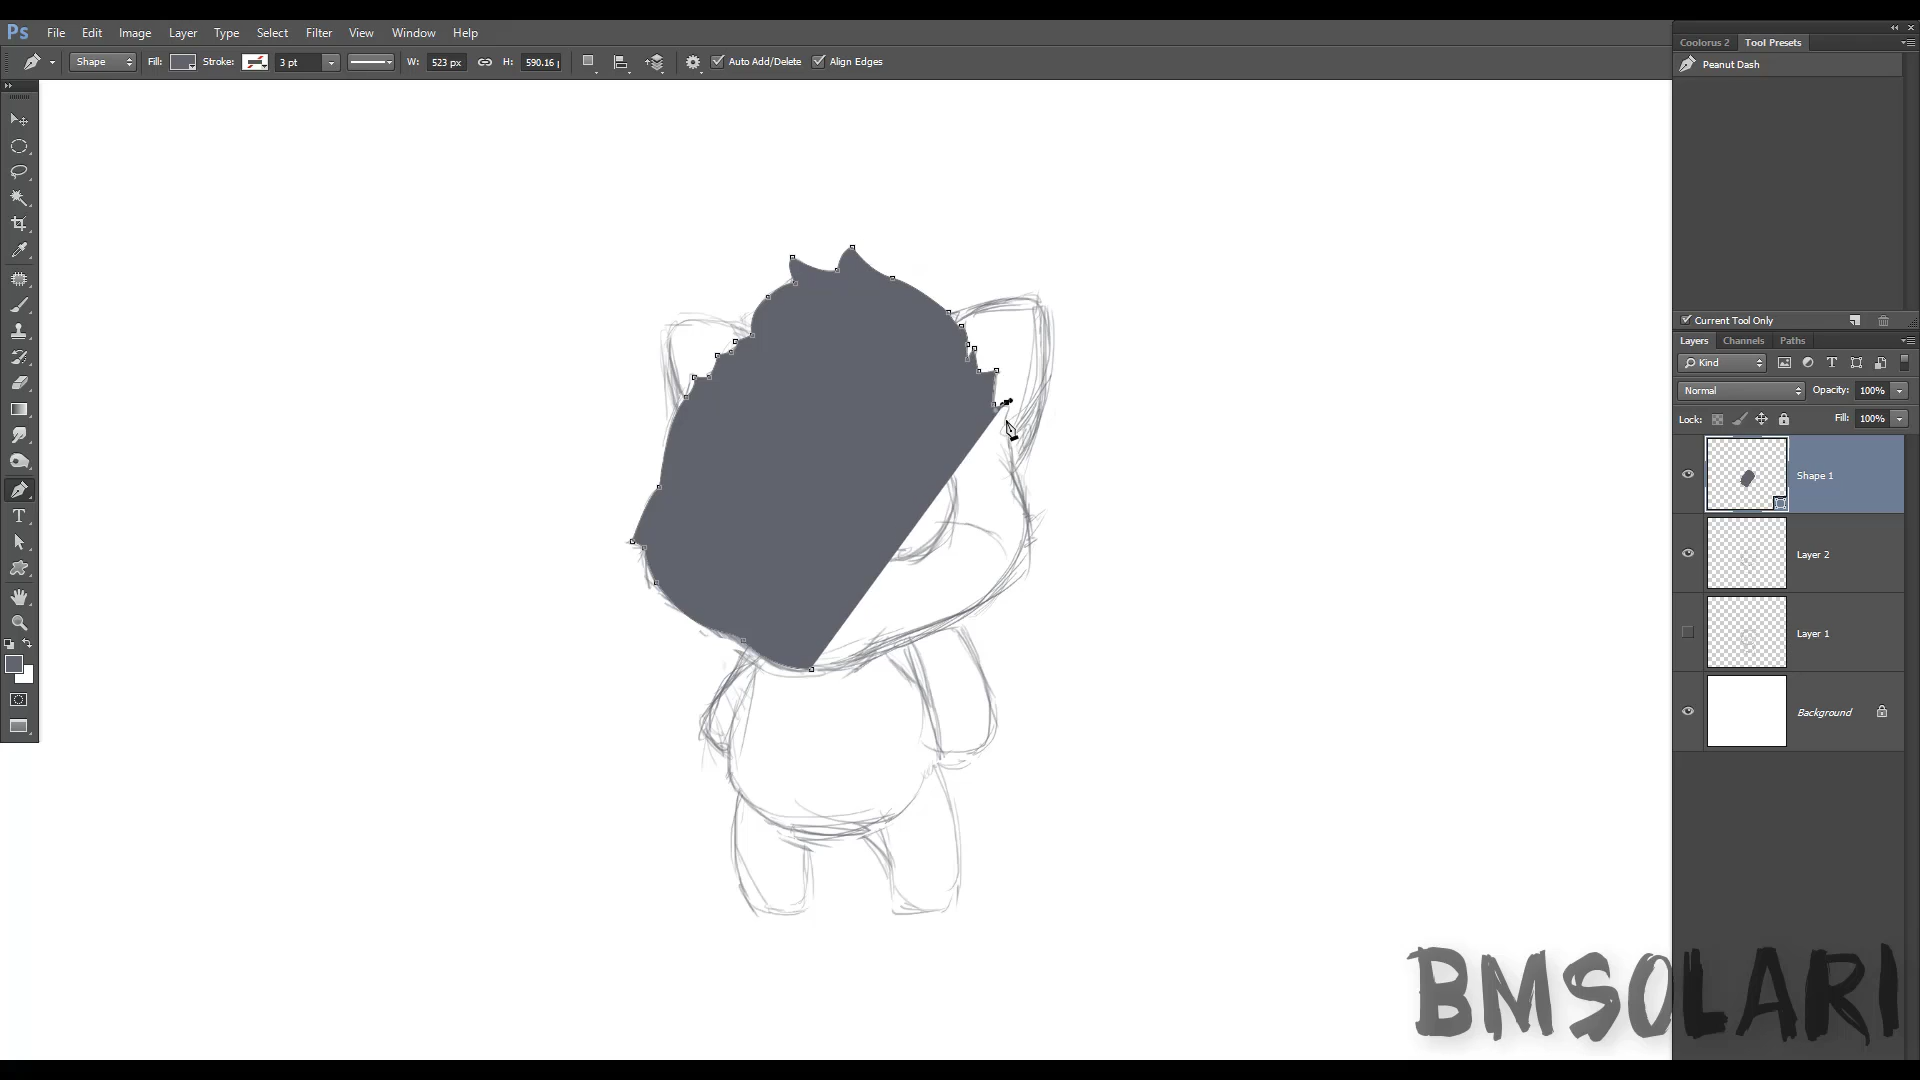 Ps File Edit Image Layer Type Select Filter View Window Help
Shape Fill: Stroke: 3 pt W: 523 px H: 590.16 Auto Add/Delete Align Edges
Coolorus 2 Tool Presets
Peanut Dash
Current Tool Only
Layers Channels Paths
Kind T
Normal Opacity: 100%
Lock: Fill: 100%
Shape 1
Layer 2
Layer 1
Background
T
BMSOLARI